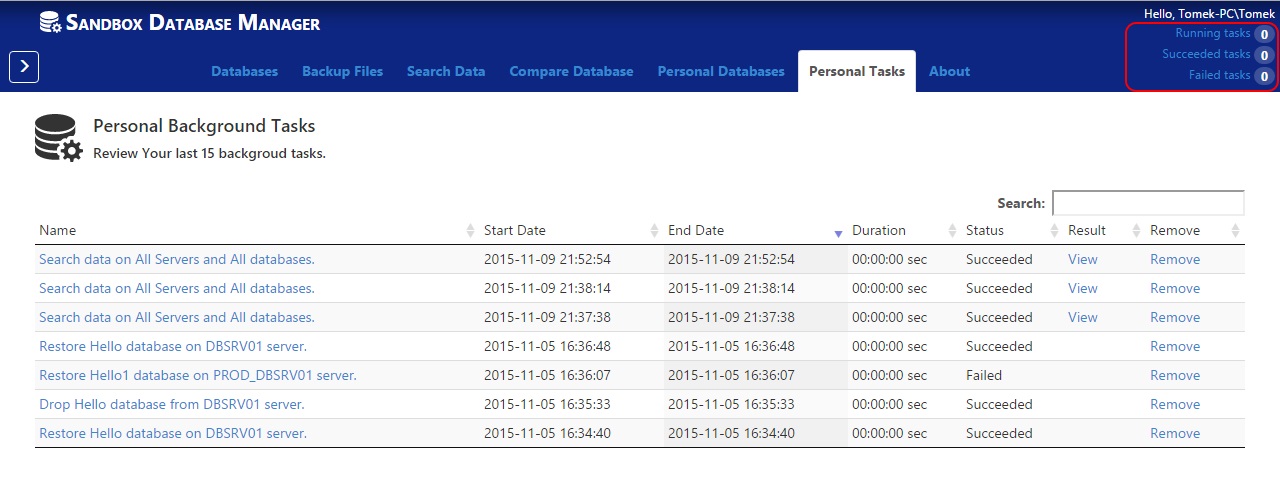 Hello, Tomek-PC\Tomek
SANDBOX DATABASE MANAGER
Running tasks 0
Succeeded tasks 0
Failed tasks 0
Databases Backup Files Search Data Compare Database Personal Databases Personal Tasks About
Personal Background Tasks
Review Your last 15 backgroud tasks.
Search:
Name Start Date End Date Duration Status Result Remove
Search data on All Servers and All databases. 2015-11-09 21:52:54 2015-11-09 21:52:54 00:00:00 sec Succeeded View Remove
Search data on All Servers and All databases. 2015-11-09 21:38:14 2015-11-09 21:38:14 00:00:00 sec Succeeded View Remove
Search data on All Servers and All databases. 2015-11-09 21:37:38 2015-11-09 21:37:38 00:00:00 sec Succeeded View Remove
Restore Hello database on DBSRV01 server. 2015-11-05 16:36:48 2015-11-05 16:36:48 00:00:00 sec Succeeded Remove
Restore Hello1 database on PROD_DBSRV01 server. 2015-11-05 16:36:07 2015-11-05 16:36:07 00:00:00 sec Failed Remove
Drop Hello database from DBSRV01 server. 2015-11-05 16:35:33 2015-11-05 16:35:33 00:00:00 sec Succeeded Remove
Restore Hello database on DBSRV01 server. 2015-11-05 16:34:40 2015-11-05 16:34:40 00:00:00 sec Succeeded Remove